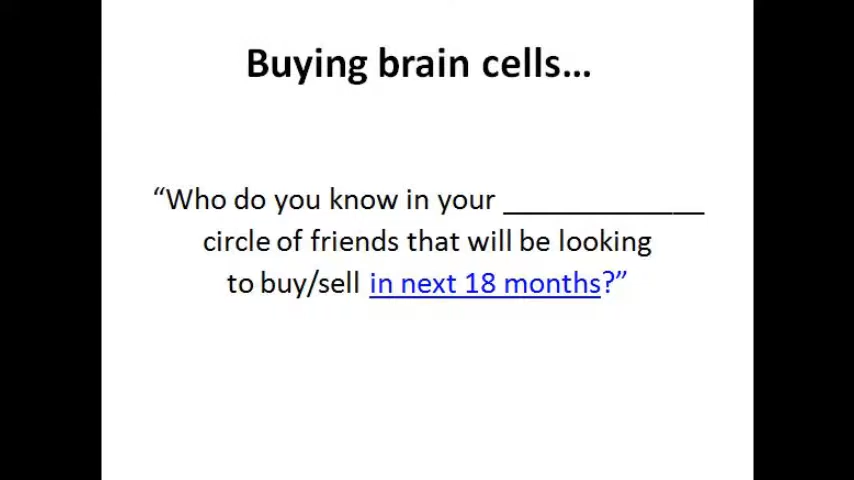 Buying brain cells…
“Who do you know in your _____________
circle of friends that will be looking
to buy/sell in next 18 months?”